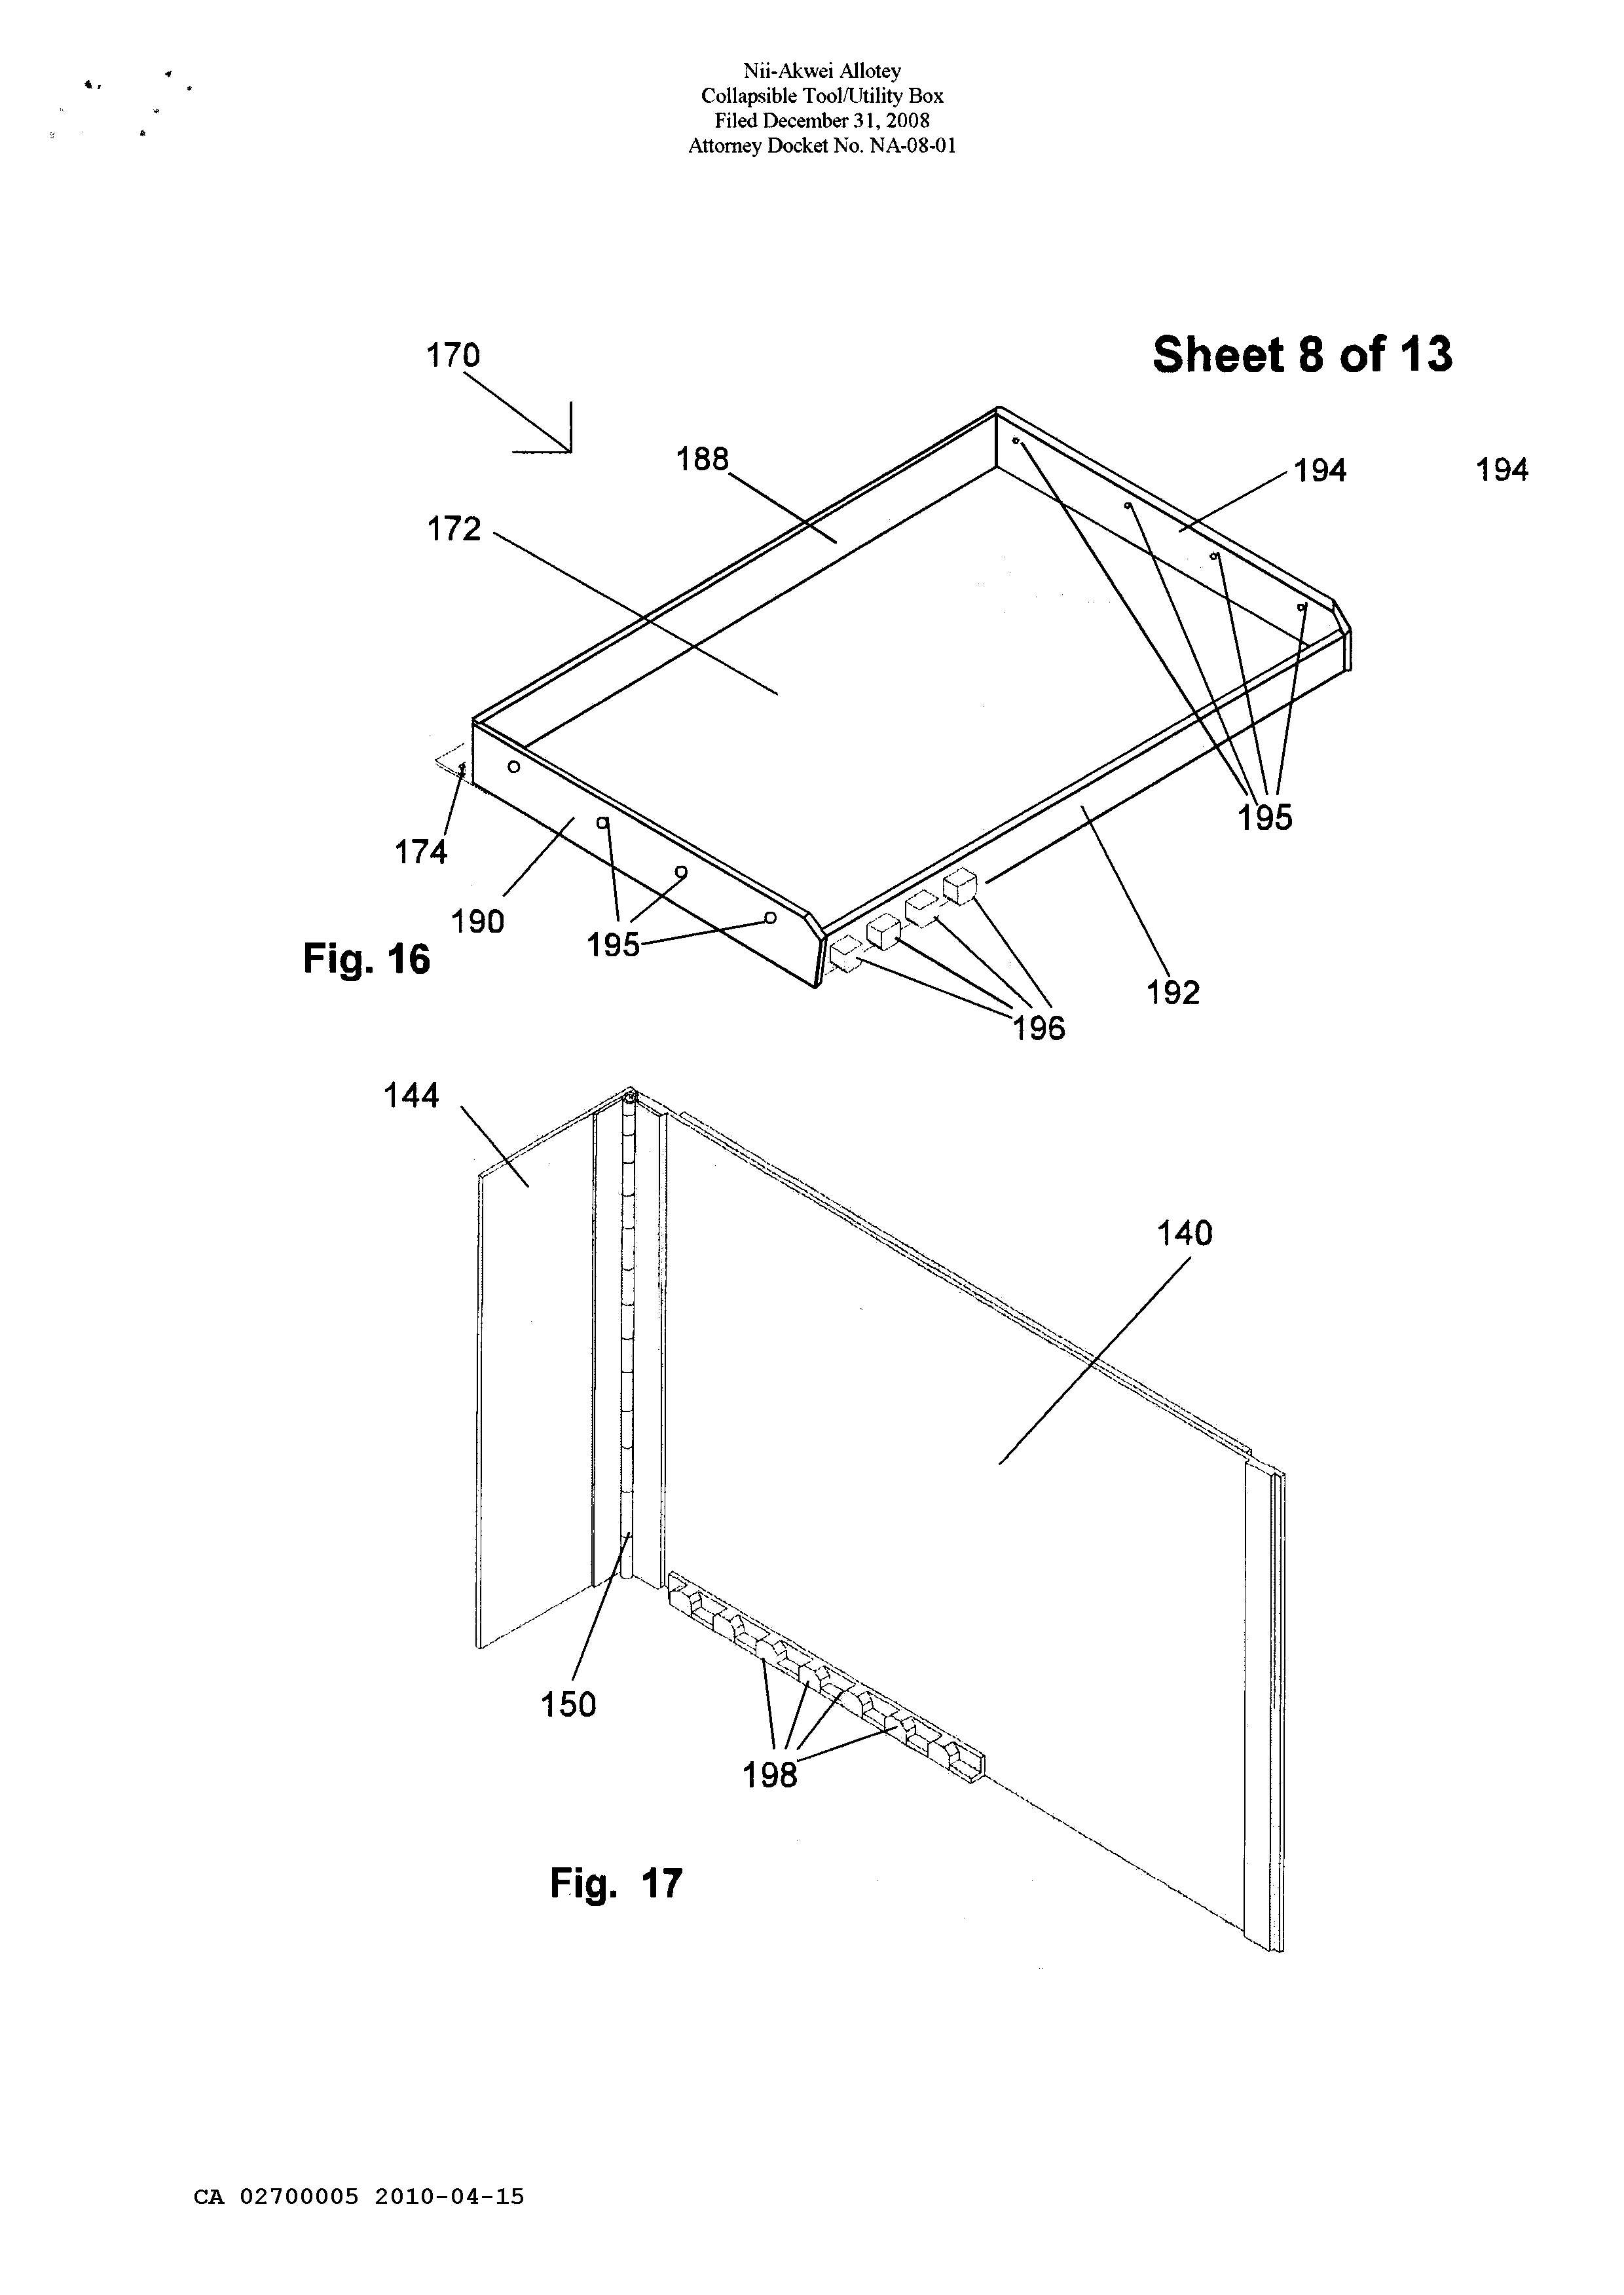 Nii-Akwei Allotey
Collapsible Tool/Utility Box
Filed December 31, 2008
Attorney Docket No. NA-08-01
Sheet 8 of 13
170
188
194
194
172
195
174
190
195
Fig. 16
192
196
144
140
150
198
Fig. 17
CA 02700005 2010-04-15